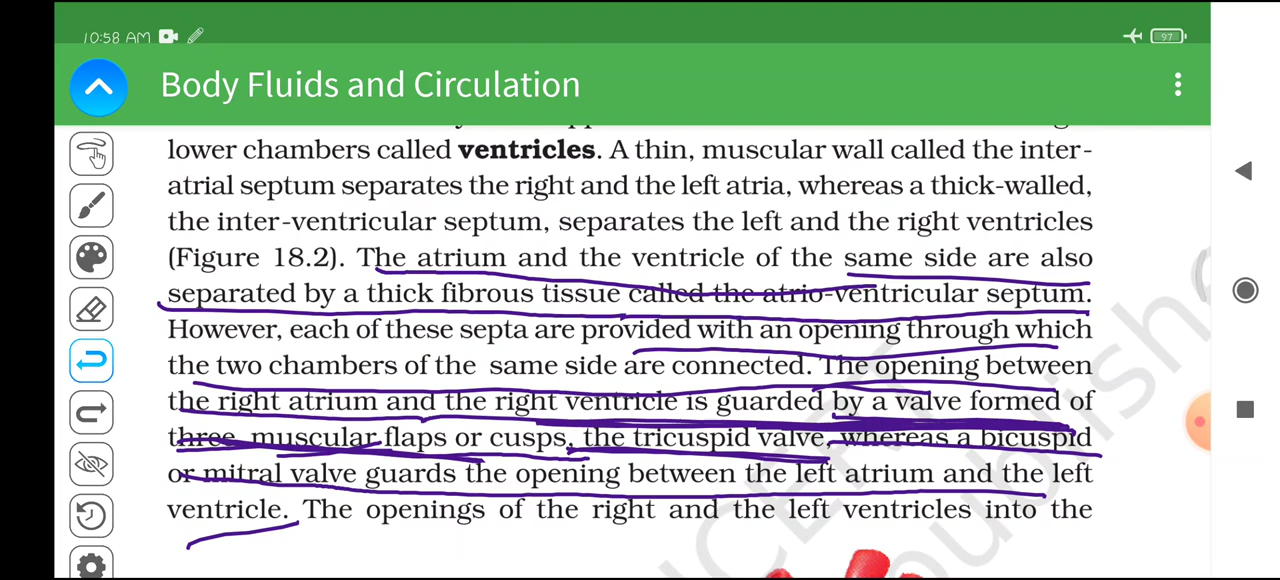 10:58 AM
97
Body Fluids and Circulation
lower chambers called ventricles. A thin, muscular wall called the inter-
atrial septum separates the right and the left atria, whereas a thick-walled,
the inter-ventricular septum, separates the left and the right ventricles
(Figure 18.2). The atrium and the ventricle of the same side are also
separated by a thick fibrous tissue called the atrio-ventricular septum.
However, each of these septa are provided with an opening through which
the two chambers of the same side are connected. The opening between
the right atrium and the right ventricle is guarded by a valve formed of
three muscular flaps or cusps, the tricuspid valve, whereas a bicuspid
or mitral valve guards the opening between the left atrium and the left
ventricle. The openings of the right and the left ventricles into the